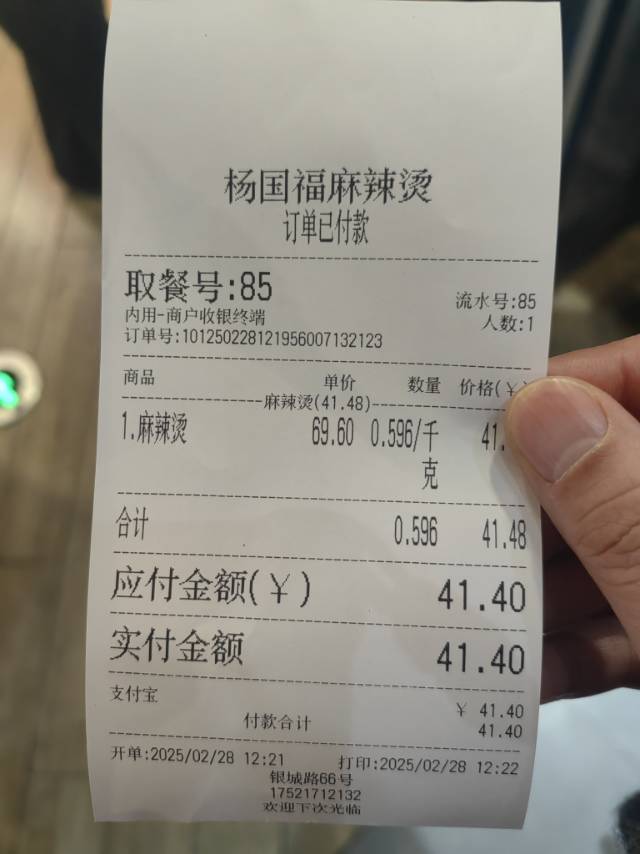 杨国福麻辣烫
订单已付款
取餐号:85
流水号:85
内用-商户收银终端
人数:1
订单号:101250228121956007132123
商品 单价 数量 价格(¥)
麻辣烫(41.48)
1.麻辣烫 69.60 0.596/千克 41.
合计 0.596 41.48
应付金额(¥) 41.40
实付金额 41.40
支付宝 ¥ 41.40
付款合计 41.40
开单:2025/02/28 12:21 打印:2025/02/28 12:22
银城路66号
17521712132
欢迎下次光临